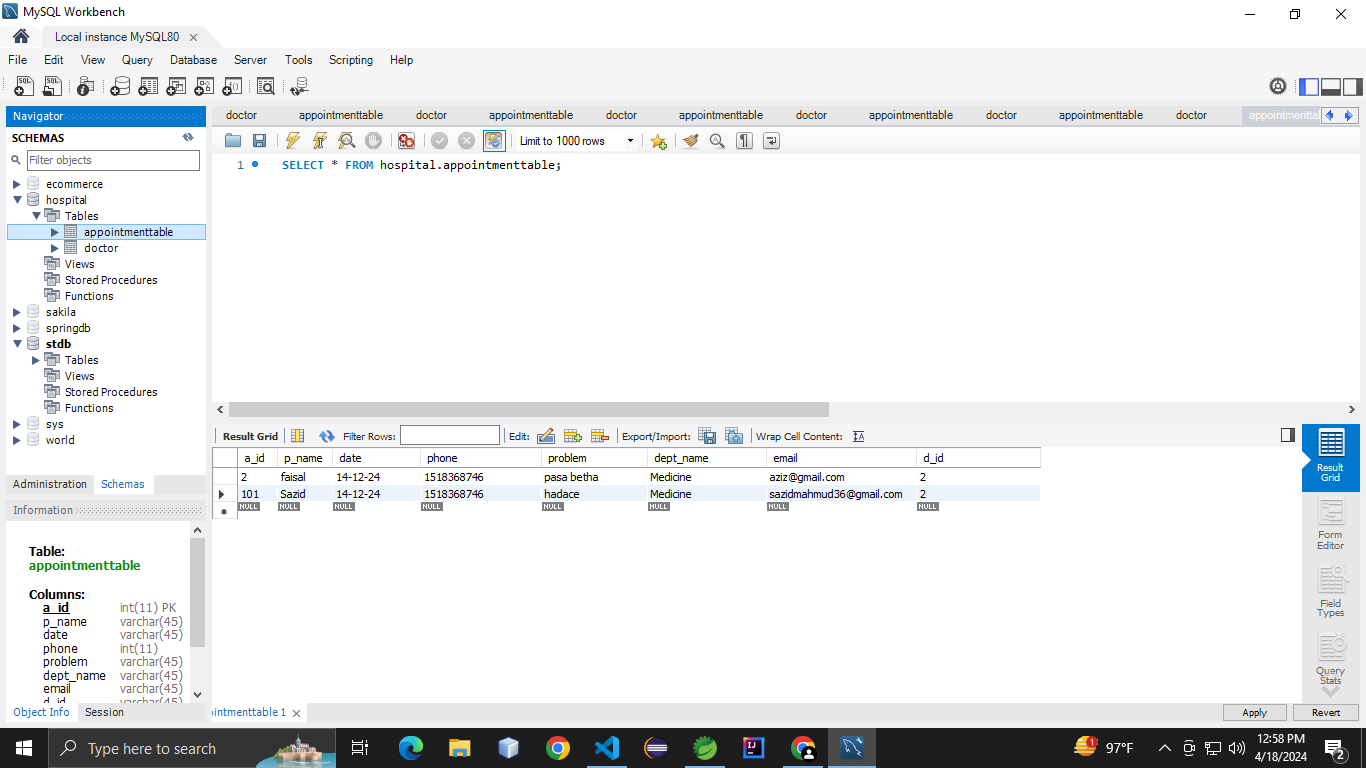 MySQL Workbench
Local instance MySQL80
File Edit View Query Database Server Tools Scripting Help
Navigator
SCHEMAS
Filter objects
ecommerce
hospital
Tables
appointmenttable
doctor
Views
Stored Procedures
Functions
sakila
springdb
stdb
Tables
Views
Stored Procedures
Functions
sys
world
Administration Schemas
Information
Table:
appointmenttable
Columns:
a_id int(11) PK
p_name varchar(45)
date varchar(45)
phone int(11)
problem varchar(45)
dept_name varchar(45)
email varchar(45)
d_id varchar(45)
Object Info Session
doctor appointmenttable doctor appointmenttable doctor appointmenttable doctor appointmenttable doctor appointmenttable doctor appointmenttal
Limit to 1000 rows
1 SELECT * FROM hospital.appointmenttable;
Result Grid Filter Rows: Edit: Export/Import: Wrap Cell Content:
a_id p_name date phone problem dept_name email d_id
2 faisal 14-12-24 1518368746 pasa betha Medicine aziz@gmail.com 2
101 Sazid 14-12-24 1518368746 hadace Medicine sazidmahmud36@gmail.com 2
NULL NULL NULL NULL NULL NULL NULL NULL
Result
Grid
Form
Editor
Field
Types
Query
Stats
ointmenttable 1
Apply Revert
Type here to search
97°F
12:58 PM
4/18/2024